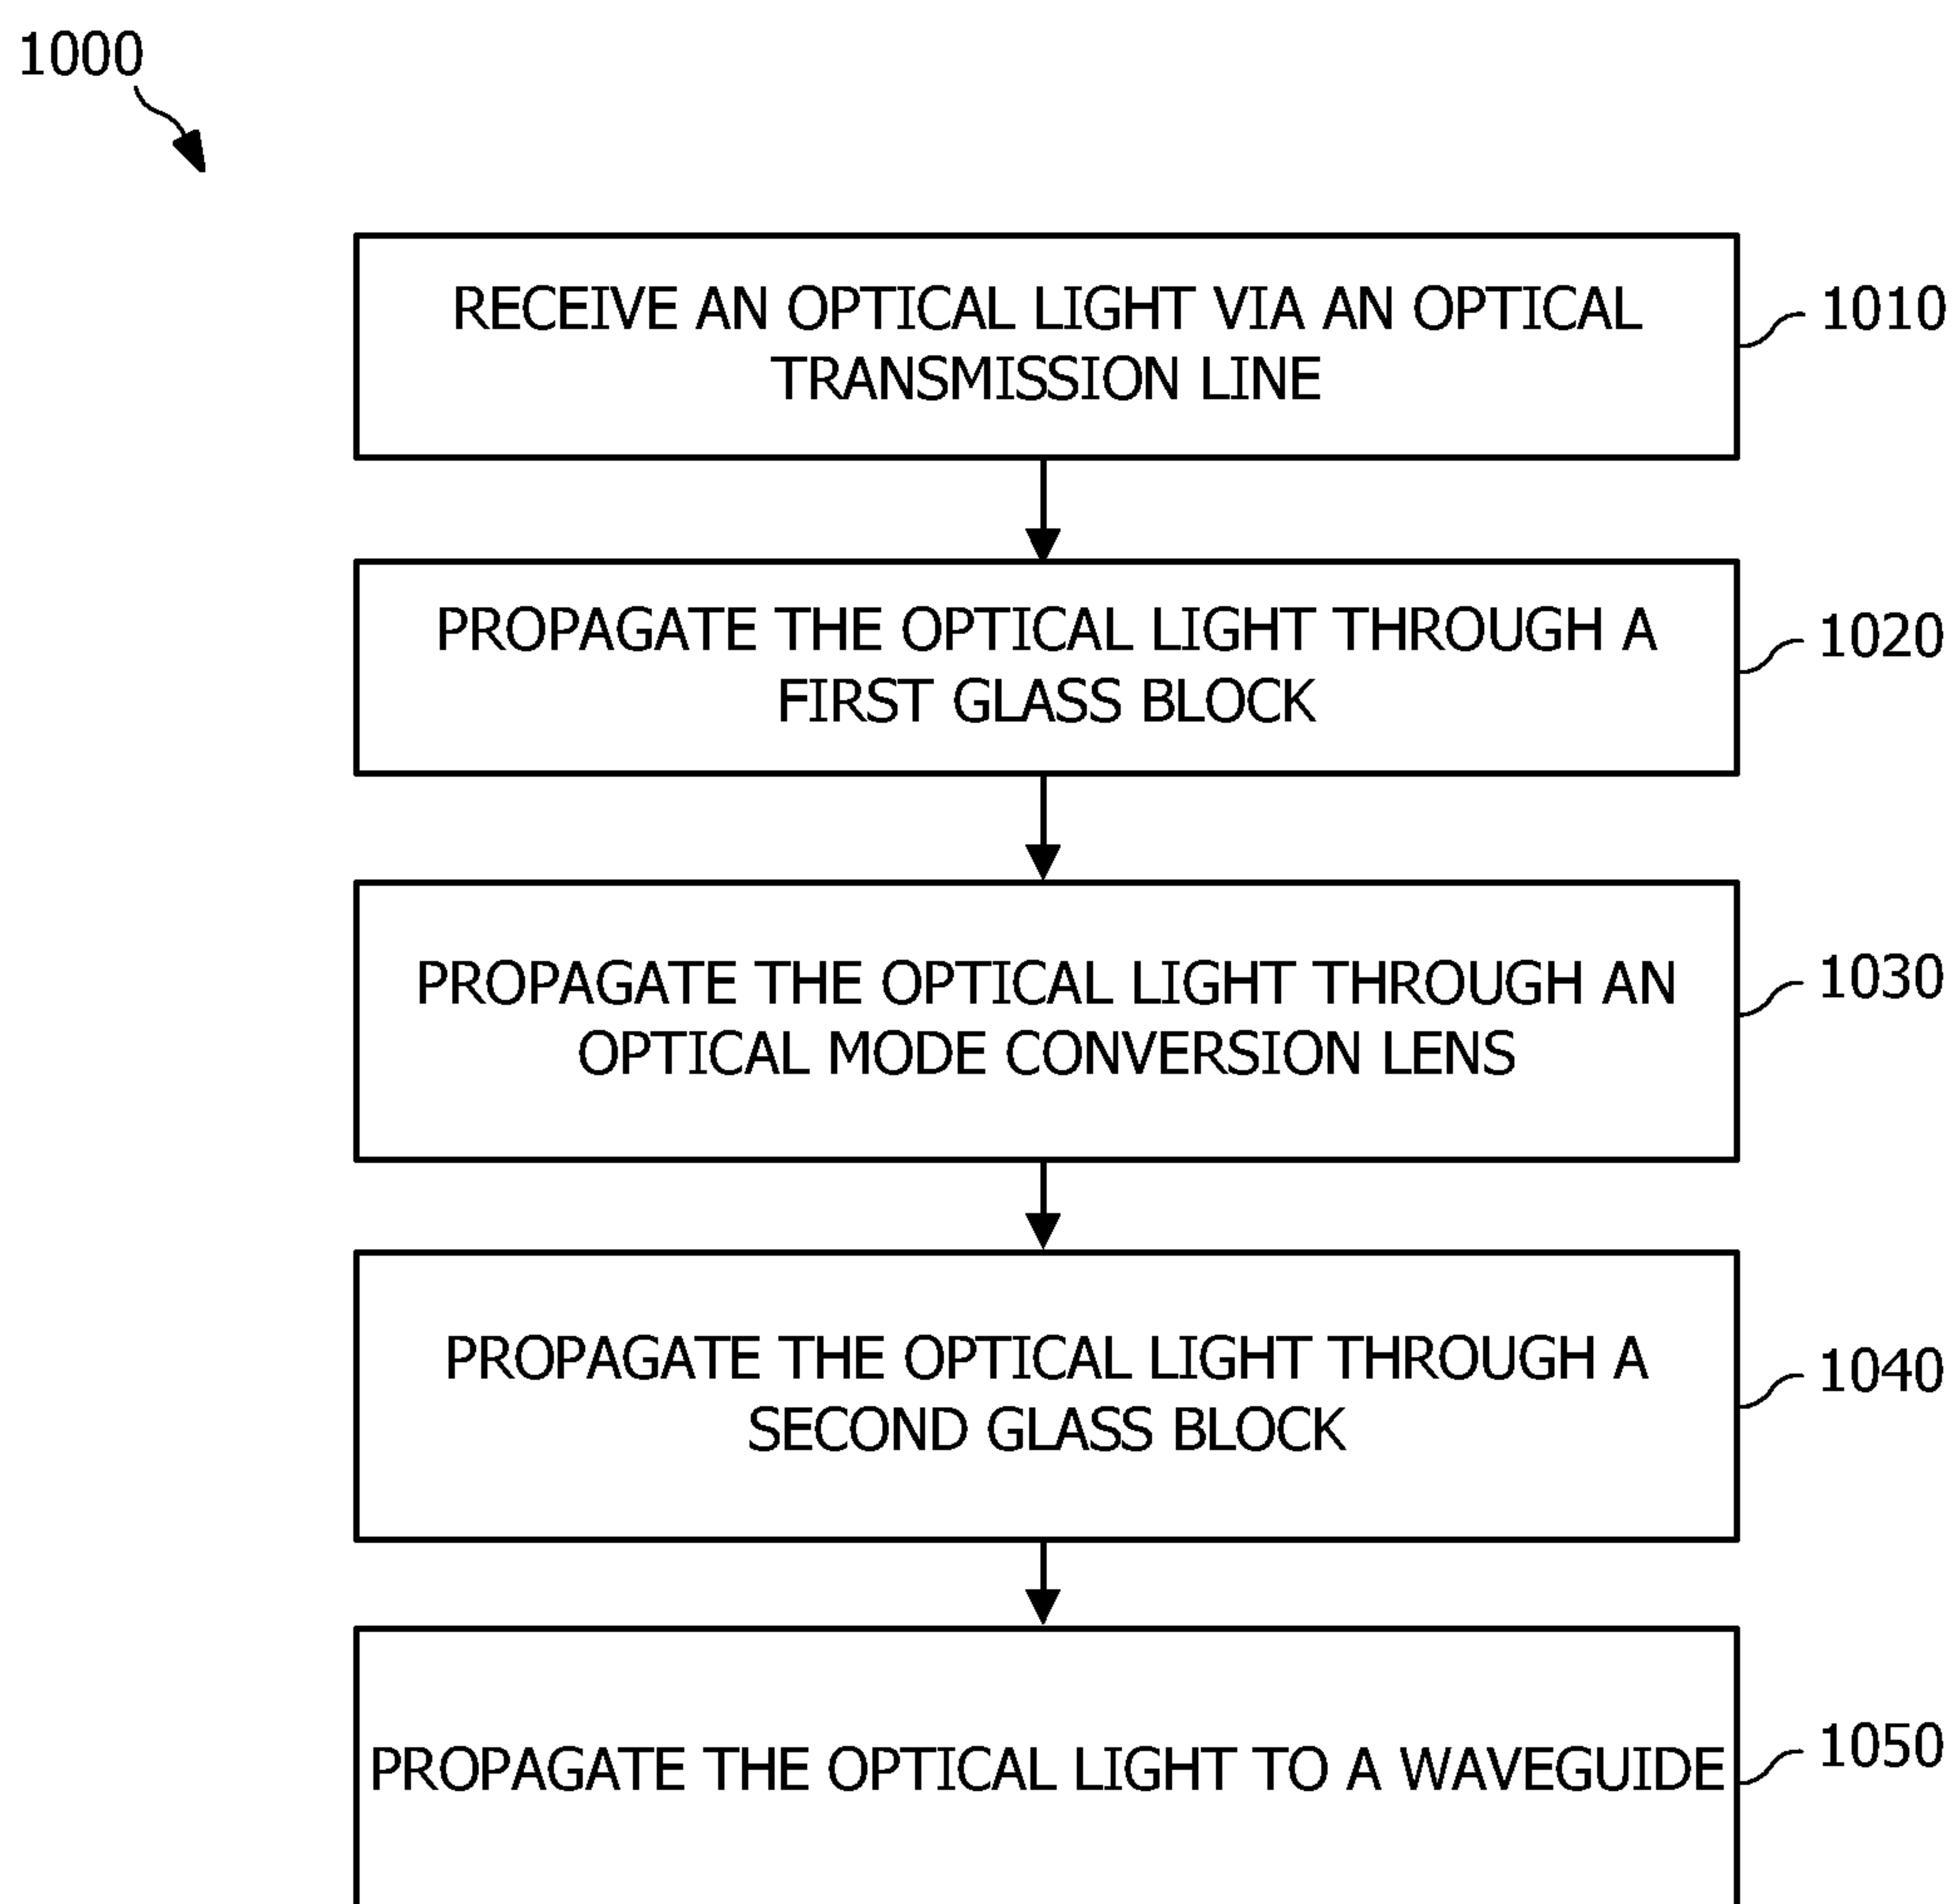 1000
RECEIVE AN OPTICAL LIGHT VIA AN OPTICAL
TRANSMISSION LINE
1010
PROPAGATE THE OPTICAL LIGHT THROUGH A
FIRST GLASS BLOCK
1020
PROPAGATE THE OPTICAL LIGHT THROUGH AN
OPTICAL MODE CONVERSION LENS
1030
PROPAGATE THE OPTICAL LIGHT THROUGH A
SECOND GLASS BLOCK
1040
PROPAGATE THE OPTICAL LIGHT TO A WAVEGUIDE
1050